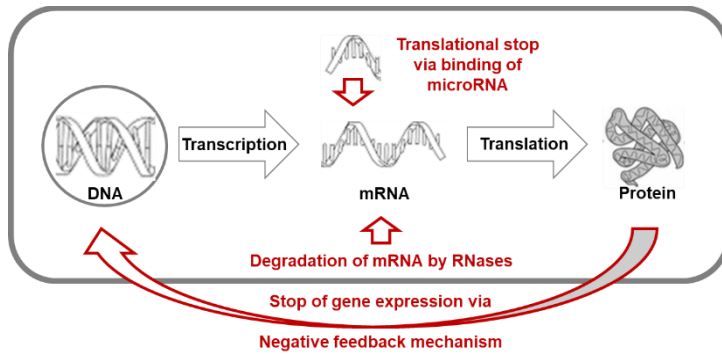 Translational stop
via binding of
microRNA
Transcription
Translation
DNA
mRNA
Protein
Degradation of mRNA by RNases
Stop of gene expression via
Negative feedback mechanism